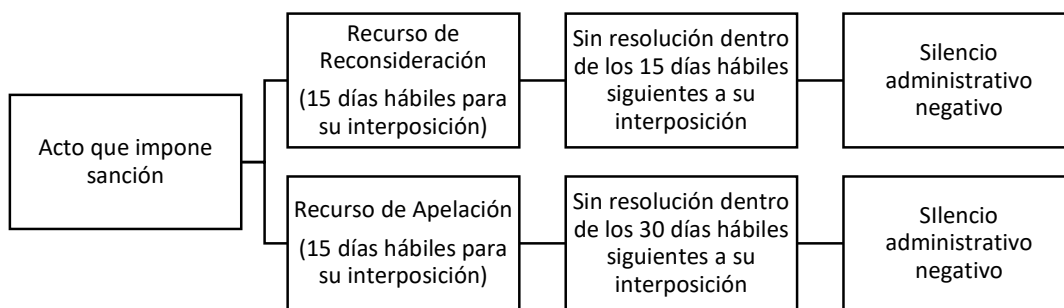 Acto que impone
sanción
Recurso de
Reconsideración
(15 días hábiles para
su interposición)
Sin resolución dentro
de los 15 días hábiles
siguientes a su
interposición
Silencio
administrativo
negativo
Recurso de Apelación
(15 días hábiles para
su interposición)
Sin resolución dentro
de los 30 días hábiles
siguientes a su
interposición
SIlencio
administrativo
negativo